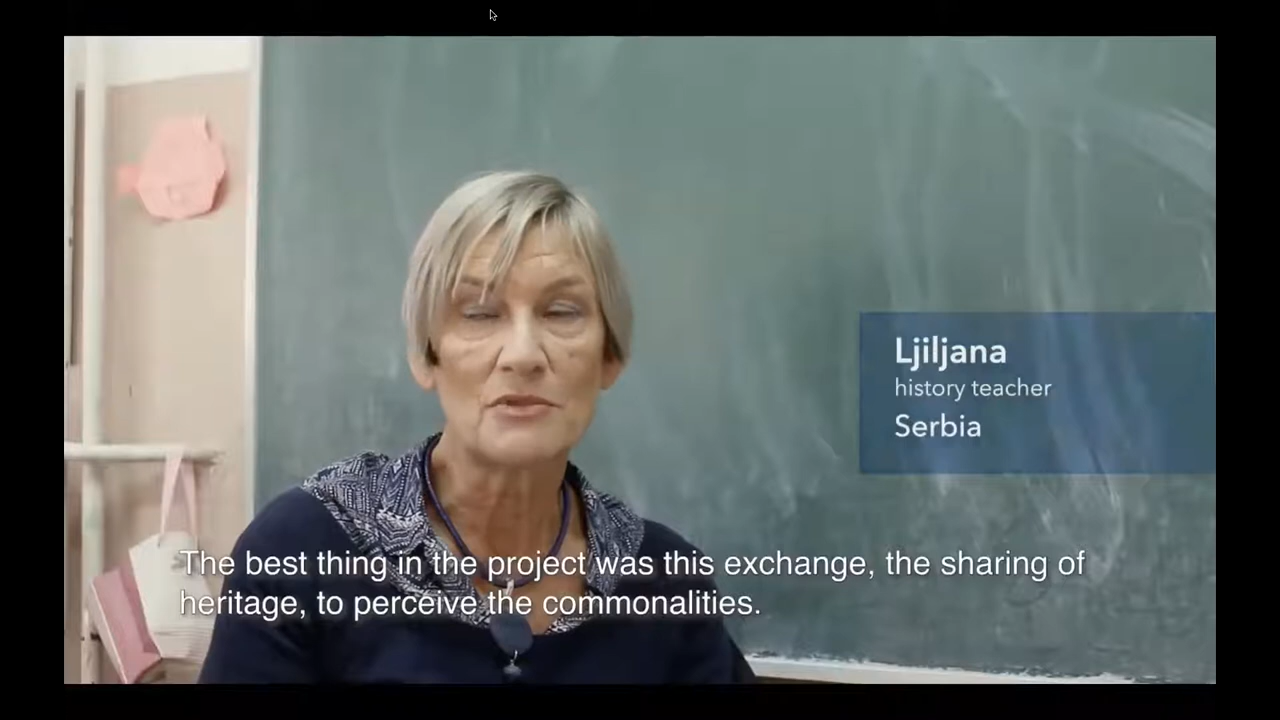 Ljiljana
history teacher
Serbia
The best thing in the project was this exchange, the sharing of
heritage, to perceive the commonalities.